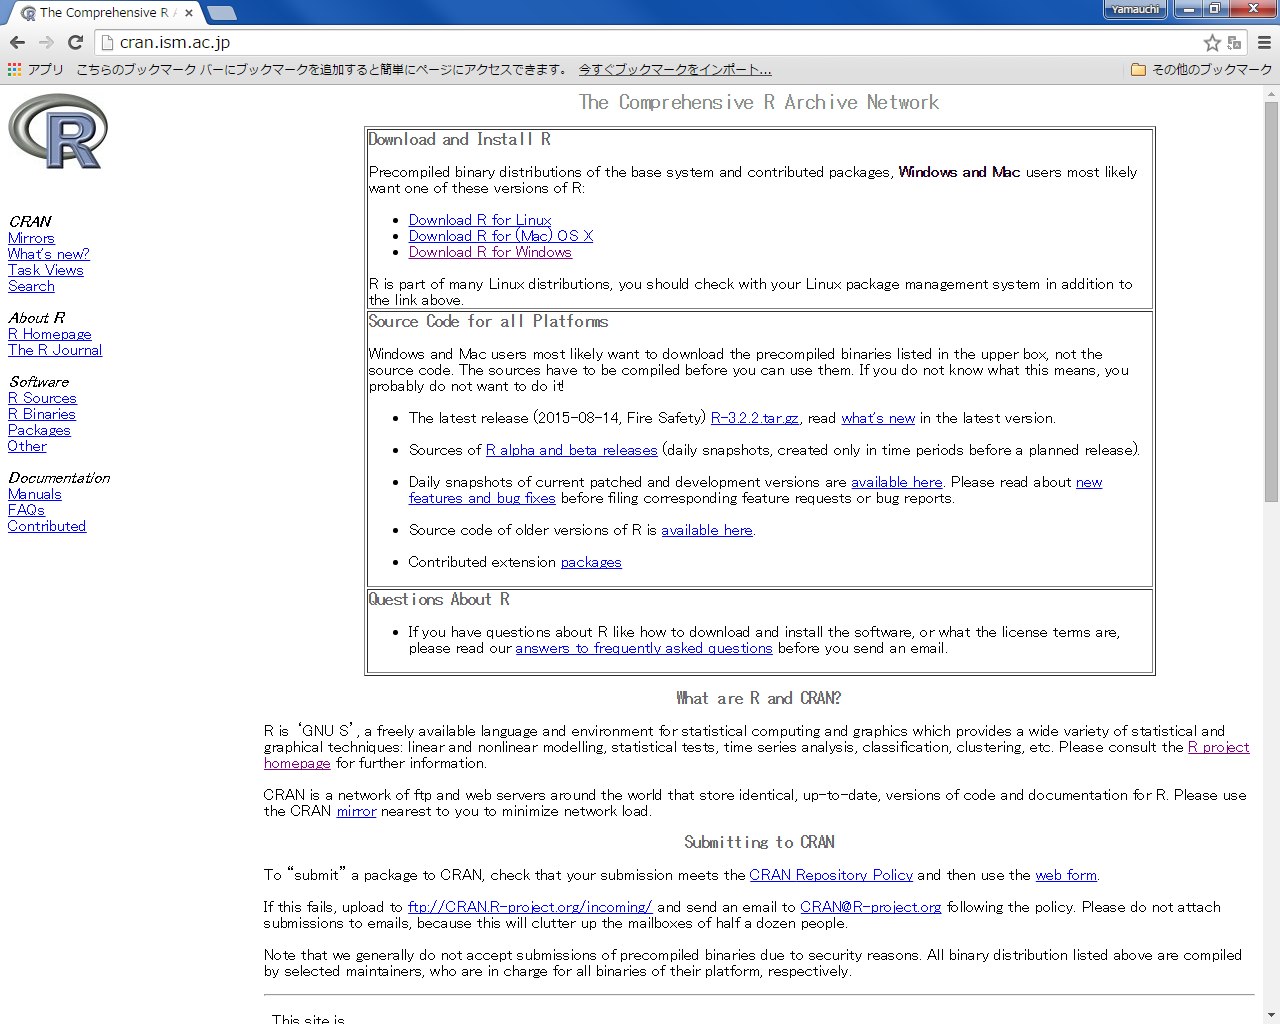 The Comprehensive R A
Yamauchi
cran.ism.ac.jp
アプリ こちらのブックマーク バーにブックマークを追加すると簡単にページにアクセスできます。 今すぐブックマークをインポート... その他のブックマーク
R
CRAN
Mirrors
What's new?
Task Views
Search
About R
R Homepage
The R Journal
Software
R Sources
R Binaries
Packages
Other
Documentation
Manuals
FAQs
Contributed
The Comprehensive R Archive Network
Download and Install R
Precompiled binary distributions of the base system and contributed packages, Windows and Mac users most likely
want one of these versions of R:
Download R for Linux
Download R for (Mac) OS X
Download R for Windows
R is part of many Linux distributions, you should check with your Linux package management system in addition to
the link above.
Source Code for all Platforms
Windows and Mac users most likely want to download the precompiled binaries listed in the upper box, not the
source code. The sources have to be compiled before you can use them. If you do not know what this means, you
probably do not want to do it!
The latest release (2015-08-14, Fire Safety) R-3.2.2.tar.gz, read what's new in the latest version.
Sources of R alpha and beta releases (daily snapshots, created only in time periods before a planned release).
Daily snapshots of current patched and development versions are available here. Please read about new
features and bug fixes before filing corresponding feature requests or bug reports.
Source code of older versions of R is available here.
Contributed extension packages
Questions About R
If you have questions about R like how to download and install the software, or what the license terms are,
please read our answers to frequently asked questions before you send an email.
What are R and CRAN?
R is ‘GNU S’, a freely available language and environment for statistical computing and graphics which provides a wide variety of statistical and
graphical techniques: linear and nonlinear modelling, statistical tests, time series analysis, classification, clustering, etc. Please consult the R project
homepage for further information.
CRAN is a network of ftp and web servers around the world that store identical, up-to-date, versions of code and documentation for R. Please use
the CRAN mirror nearest to you to minimize network load.
Submitting to CRAN
To “submit” a package to CRAN, check that your submission meets the CRAN Repository Policy and then use the web form.
If this fails, upload to ftp://CRAN.R-project.org/incoming/ and send an email to CRAN@R-project.org following the policy. Please do not attach
submissions to emails, because this will clutter up the mailboxes of half a dozen people.
Note that we generally do not accept submissions of precompiled binaries due to security reasons. All binary distribution listed above are compiled
by selected maintainers, who are in charge for all binaries of their platform, respectively.
This site is